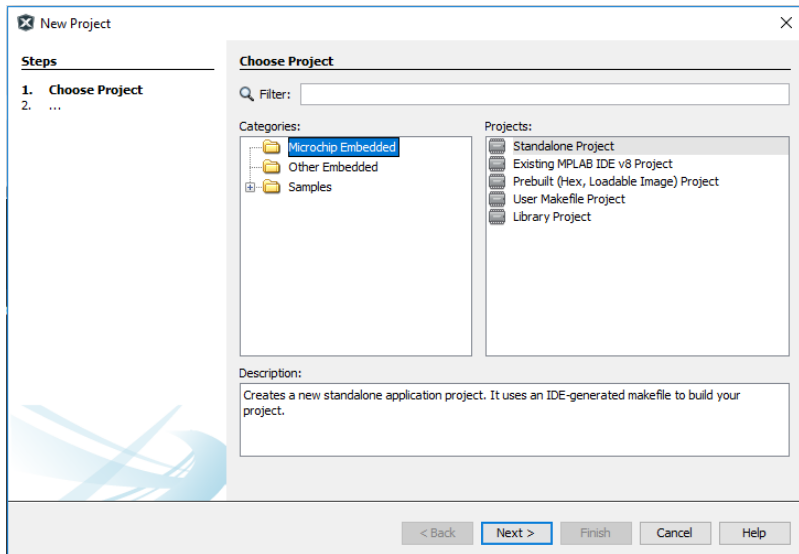 New Project
Steps
1. Choose Project
2. ...
Choose Project
Filter:
Categories:
Microchip Embedded
Other Embedded
Samples
Projects:
Standalone Project
Existing MPLAB IDE v8 Project
Prebuilt (Hex, Loadable Image) Project
User Makefile Project
Library Project
Description:
Creates a new standalone application project. It uses an IDE-generated makefile to build your
project.
< Back
Next >
Finish
Cancel
Help